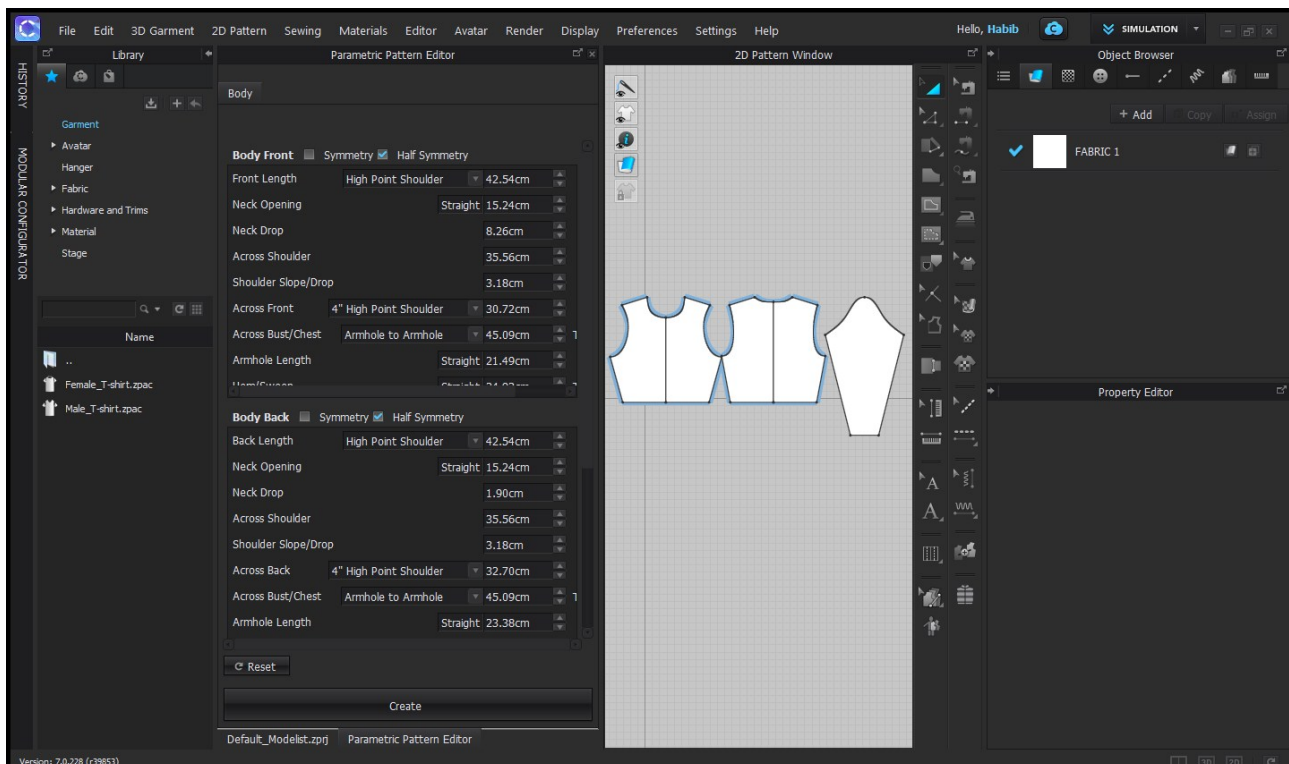 File Edit 3D Garment 2D Pattern Sewing Materials Editor Avatar Render Display Preferences Settings Help Hello, Habib SIMULATION
Library
Parametric Pattern Editor
2D Pattern Window
Object Browser
HISTORY
MODULAR CONFIGURATOR
Garment
Avatar
Hanger
Fabric
Hardware and Trims
Material
Stage
Name
..
Female_T-shirt.zpac
Male_T-shirt.zpac
Body
Body Front Symmetry Half Symmetry
Front Length High Point Shoulder 42.54cm
Neck Opening Straight 15.24cm
Neck Drop 8.26cm
Across Shoulder 35.56cm
Shoulder Slope/Drop 3.18cm
Across Front 4" High Point Shoulder 30.72cm
Across Bust/Chest Armhole to Armhole 45.09cm T
Armhole Length Straight 21.49cm
Body Back Symmetry Half Symmetry
Back Length High Point Shoulder 42.54cm
Neck Opening Straight 15.24cm
Neck Drop 1.90cm
Across Shoulder 35.56cm
Shoulder Slope/Drop 3.18cm
Across Back 4" High Point Shoulder 32.70cm
Across Bust/Chest Armhole to Armhole 45.09cm T
Armhole Length Straight 23.38cm
Reset
Create
Default_Modelist.zprj Parametric Pattern Editor
+ Add Copy Assign
FABRIC 1
Property Editor
Version: 7.0.228 (r39853)
3D 2D